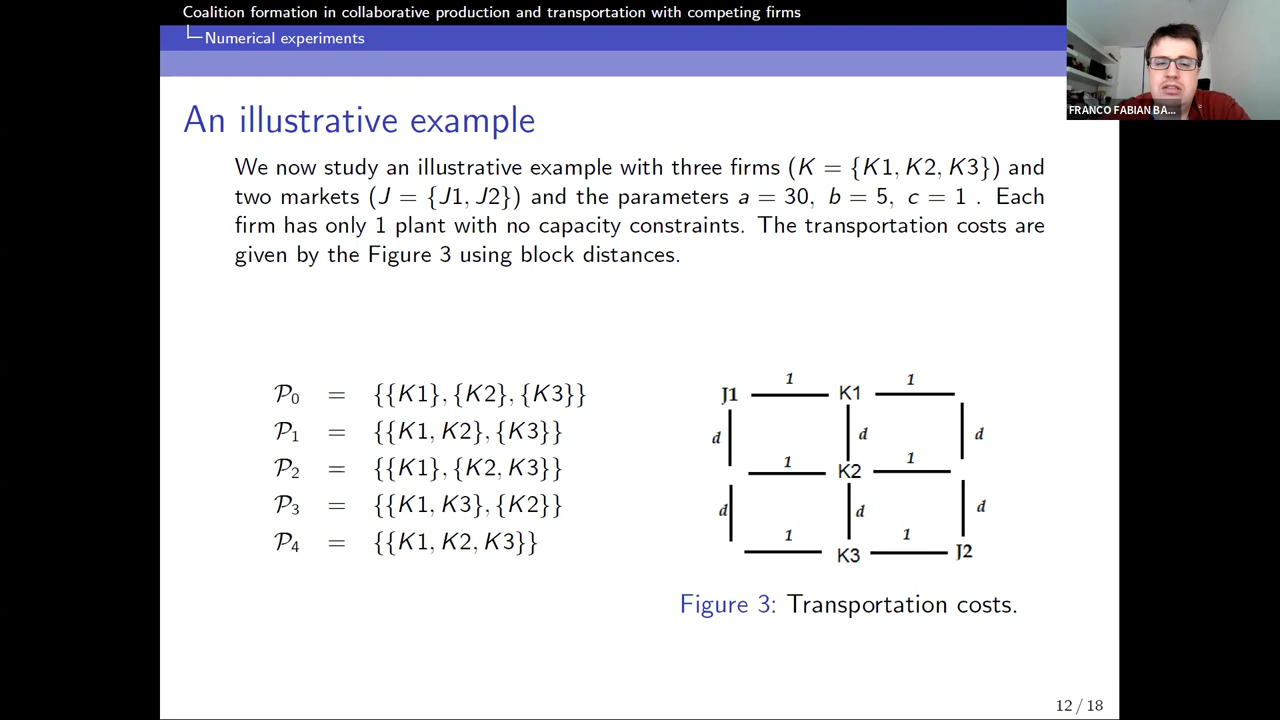 Coalition formation in collaborative production and transportation with competing firms
Numerical experiments
FRANCO FABIAN BA...
An illustrative example
We now study an illustrative example with three firms (K = {K1, K2, K3}) and
two markets (J = {J1, J2}) and the parameters a = 30, b = 5, c = 1 . Each
firm has only 1 plant with no capacity constraints. The transportation costs are
given by the Figure 3 using block distances.
P0 = {{K1}, {K2}, {K3}}
P1 = {{K1, K2}, {K3}}
P2 = {{K1}, {K2, K3}}
P3 = {{K1, K3}, {K2}}
P4 = {{K1, K2, K3}}
1 1
J1 K1
d d d
1 1
K2
d d d
1 1
K3 J2
Figure 3: Transportation costs.
12 / 18